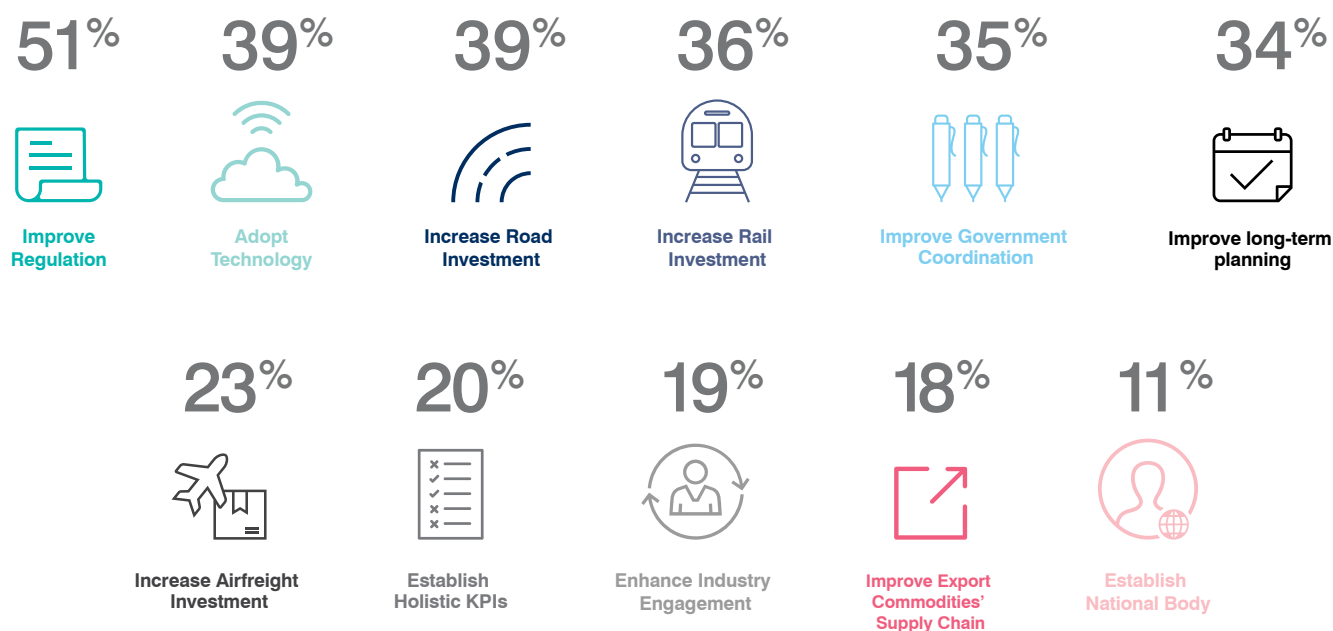 51% 39% 39% 36% 35% 34%
Improve
Regulation
Adopt
Technology
Increase Road
Investment
Increase Rail
Investment
Improve Government
Coordination
Improve long-term
planning
23% 20% 19% 18% 11%
Increase Airfreight
Investment
Establish
Holistic KPIs
Enhance Industry
Engagement
Improve Export
Commodities’
Supply Chain
Establish
National Body